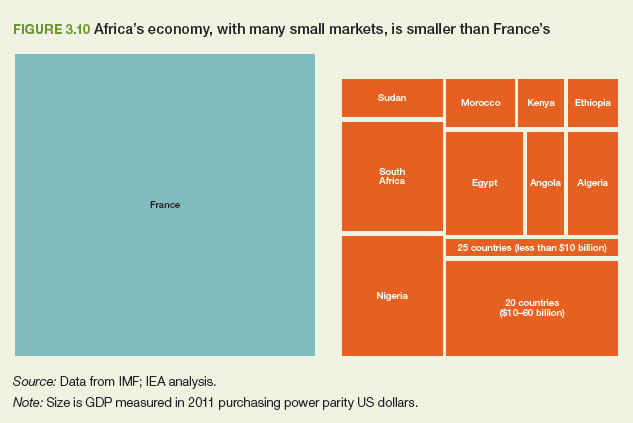 FIGURE 3.10 Africa's economy, with many small markets, is smaller than France's
France
Sudan
Morocco
Kenya
Ethiopia
South
Africa
Egypt
Angola
Algeria
25 countries (less than $10 billion)
Nigeria
20 countries
($10–60 billion)
Source: Data from IMF; IEA analysis.
Note: Size is GDP measured in 2011 purchasing power parity US dollars.